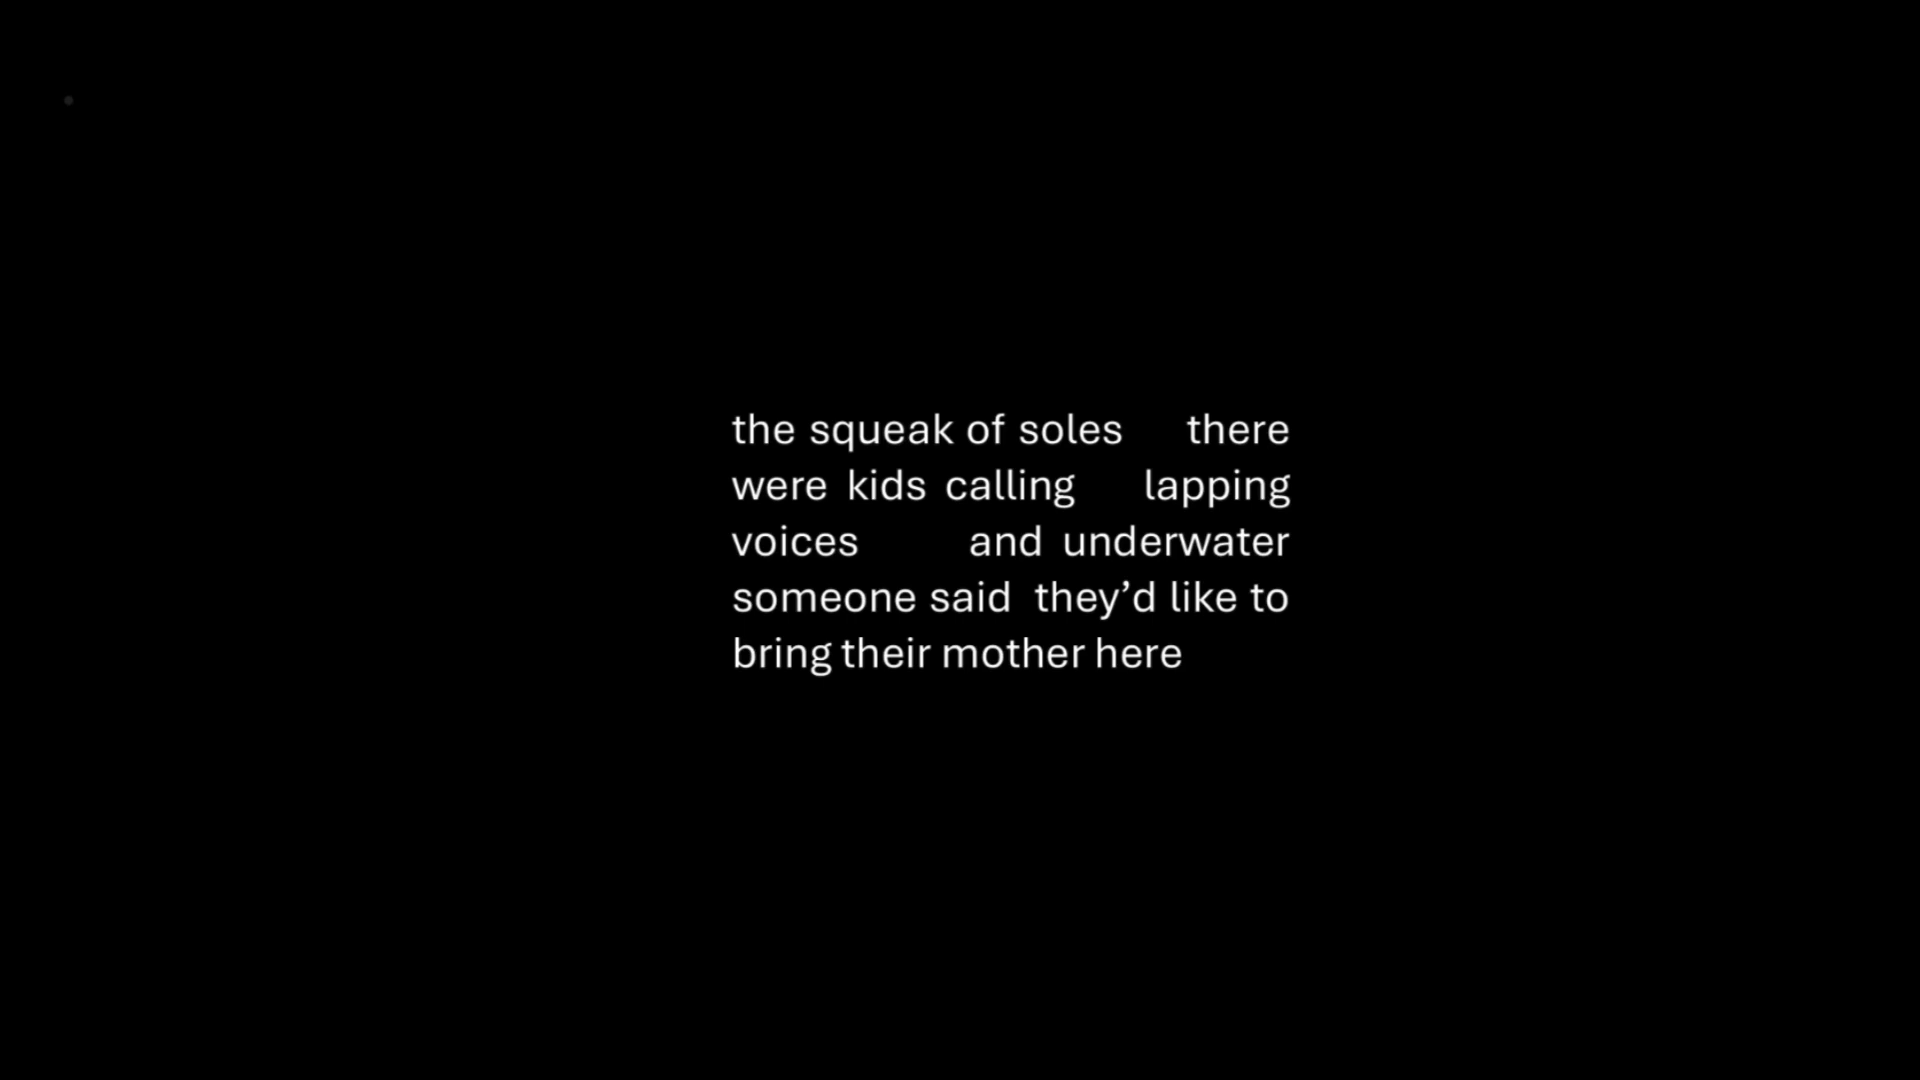 the squeak of soles there
were kids calling lapping
voices and underwater
someone said they’d like to
bring their mother here